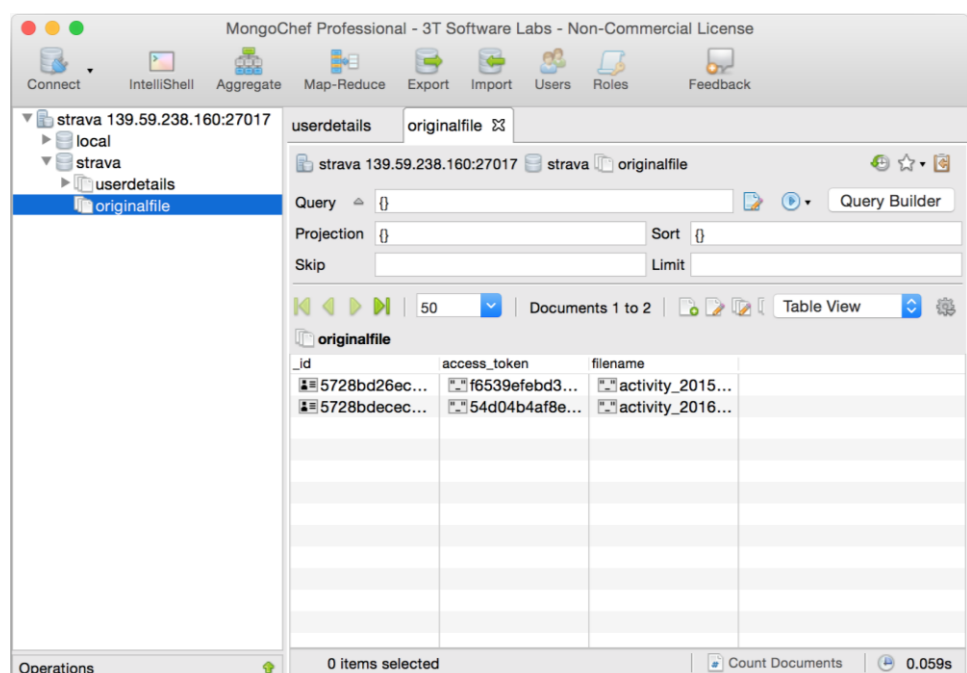 MongoChef Professional - 3T Software Labs - Non-Commercial License
Connect IntelliShell Aggregate Map-Reduce Export Import Users Roles Feedback
strava 139.59.238.160:27017
local
strava
userdetails
originalfile
userdetails originalfile
strava 139.59.238.160:27017 strava originalfile
Query {} Query Builder
Projection {} Sort {}
Skip Limit
50 Documents 1 to 2 Table View
originalfile
_id access_token filename
5728bd26ec... f6539efebd3... activity_2015...
5728bdecec... 54d04b4af8e... activity_2016...
Operations
0 items selected Count Documents 0.059s